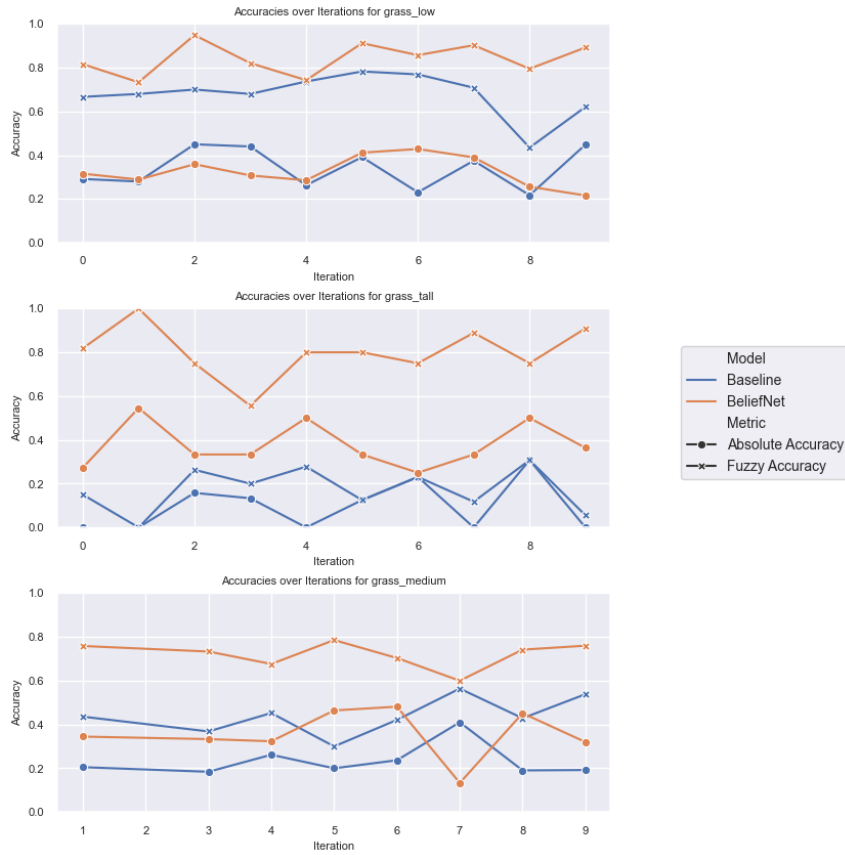 Accuracies over Iterations for grass_low
1.0
0.8
0.6
0.4
0.2
0.0
Accuracy
0 2 4 6 8
Iteration
Accuracies over Iterations for grass_tall
1.0
0.8
0.6
0.4
0.2
0.0
Accuracy
0 2 4 6 8
Iteration
Model
Baseline
BeliefNet
Metric
Absolute Accuracy
Fuzzy Accuracy
Accuracies over Iterations for grass_medium
1.0
0.8
0.6
0.4
0.2
0.0
Accuracy
1 2 3 4 5 6 7 8 9
Iteration